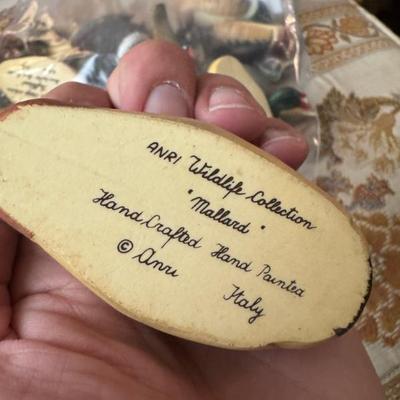 ANRI Wildlife Collection
"Mallard"
Hand Crafted Hand Painted
© Anri Italy